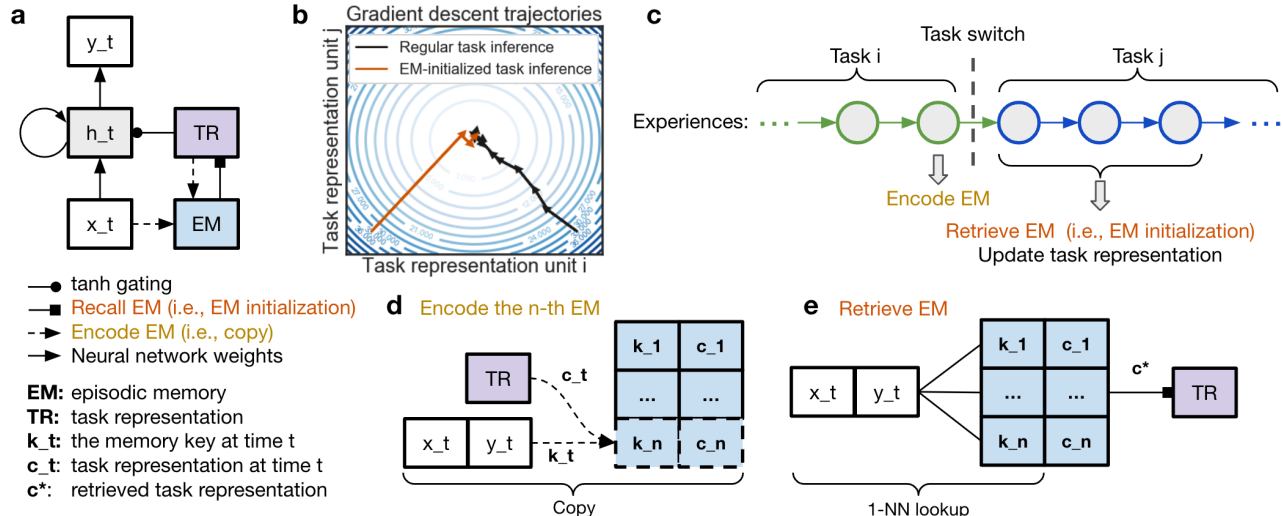 a
y_t
h_t
TR
x_t
EM
tanh gating
Recall EM (i.e., EM initialization)
Encode EM (i.e., copy)
Neural network weights
EM: episodic memory
TR: task representation
k_t: the memory key at time t
c_t: task representation at time t
c*: retrieved task representation
b
Gradient descent trajectories
Regular task inference
EM-initialized task inference
Task representation unit j
Task representation unit i
c
Task switch
Task i
Task j
Experiences:
Encode EM
Retrieve EM (i.e., EM initialization)
Update task representation
d Encode the n-th EM
TR
c_t
x_t y_t
k_t
k_1 c_1
... ...
k_n c_n
Copy
e Retrieve EM
x_t y_t
k_1 c_1
... ...
k_n c_n
c*
TR
1-NN lookup